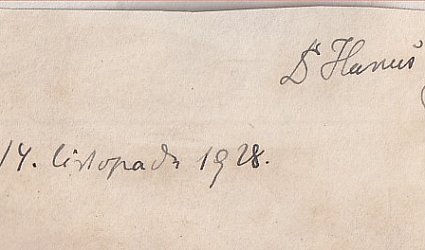 Dr Hanuš
14. listopadu 1928.